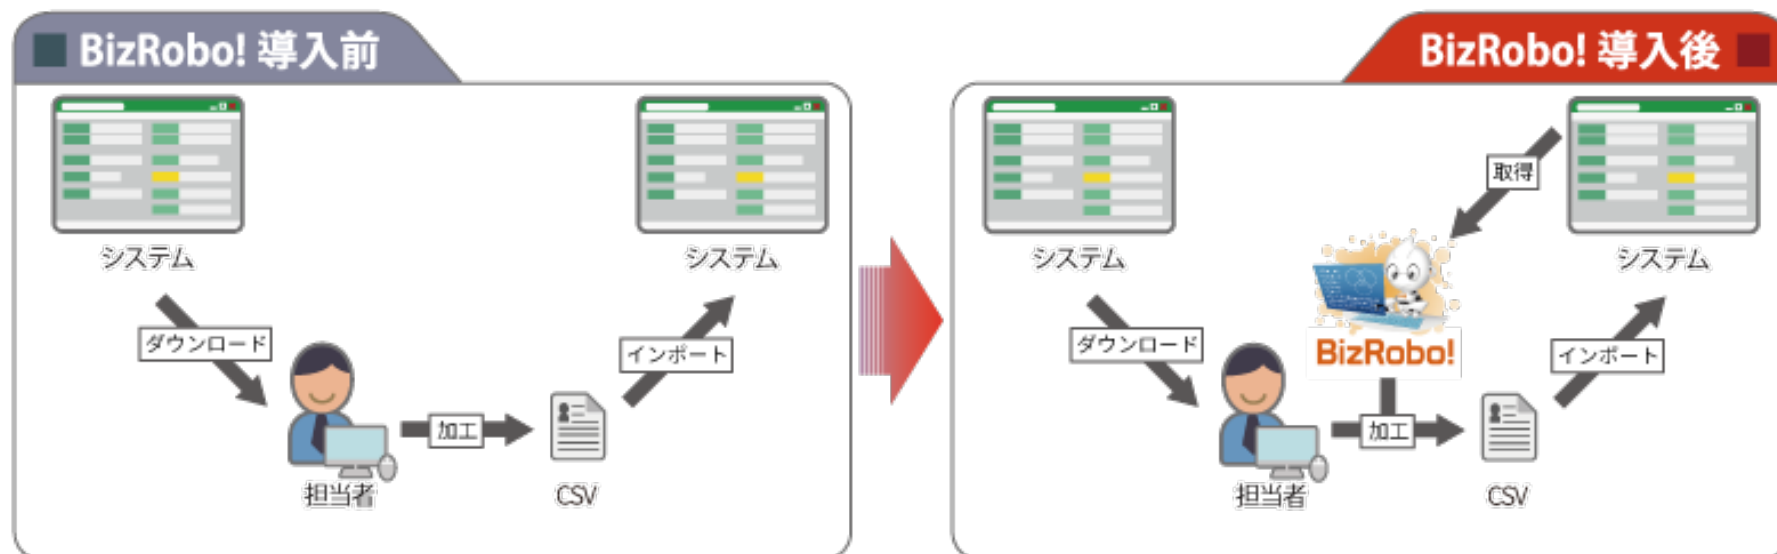 BizRobo! 導入前
システム
システム
ダウンロード
インポート
加工
担当者
CSV
BizRobo! 導入後
システム
システム
取得
BizRobo!
ダウンロード
インポート
加工
担当者
CSV